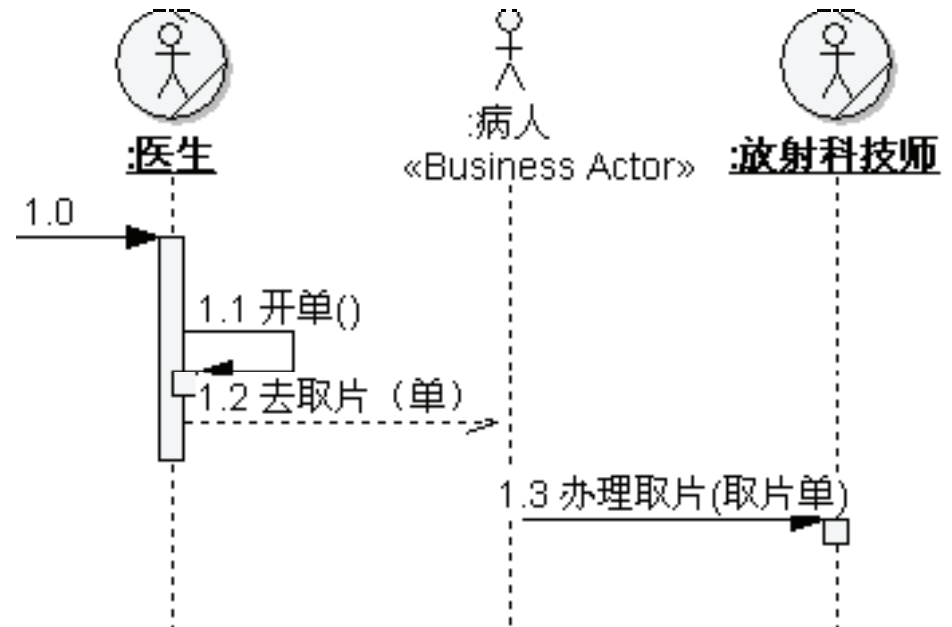 :医生
:病人
«Business Actor»
:放射科技师
1.0
1.1 开单()
1.2 去取片（单）
1.3 办理取片(取片单)